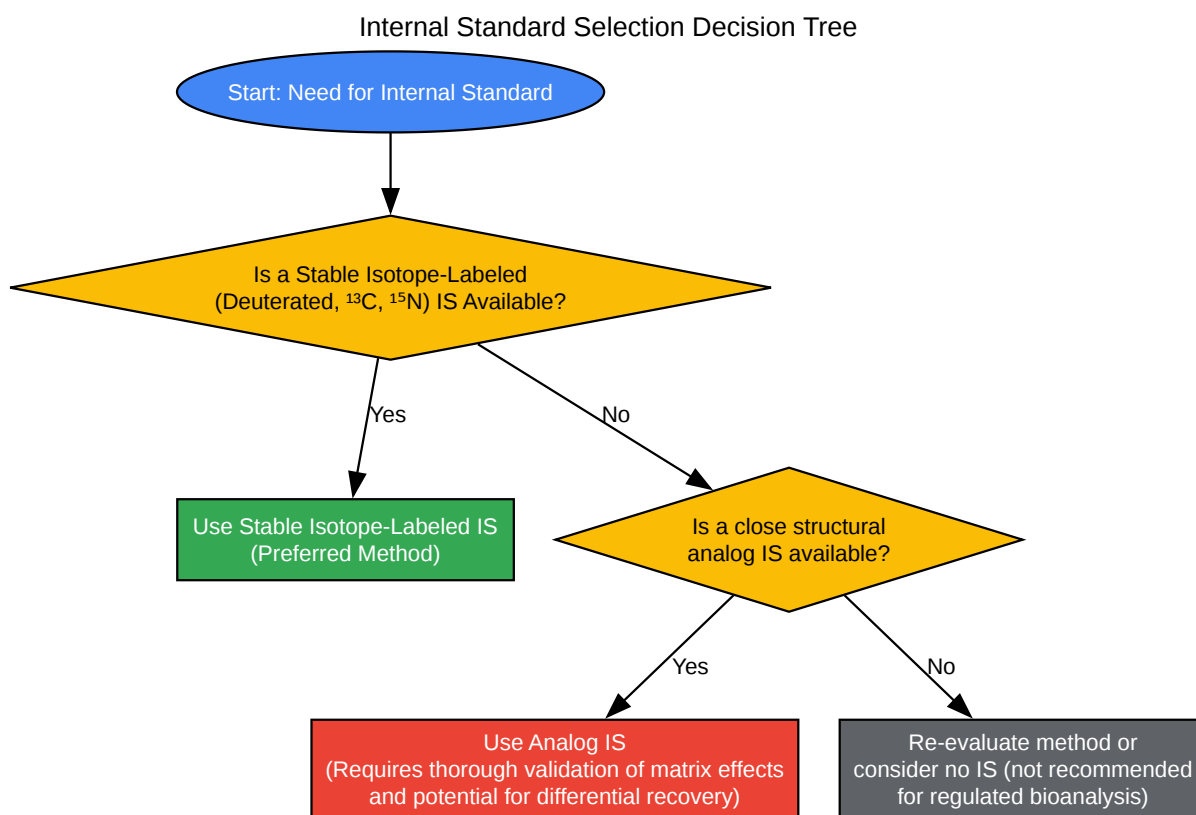 Internal Standard Selection Decision Tree
Start: Need for Internal Standard
Is a Stable Isotope-Labeled
(Deuterated, ¹³C, ¹⁵N) IS Available?
Yes
No
Use Stable Isotope-Labeled IS
(Preferred Method)
Is a close structural
analog IS available?
Yes
No
Use Analog IS
(Requires thorough validation of matrix effects
and potential for differential recovery)
Re-evaluate method or
consider no IS (not recommended
for regulated bioanalysis)